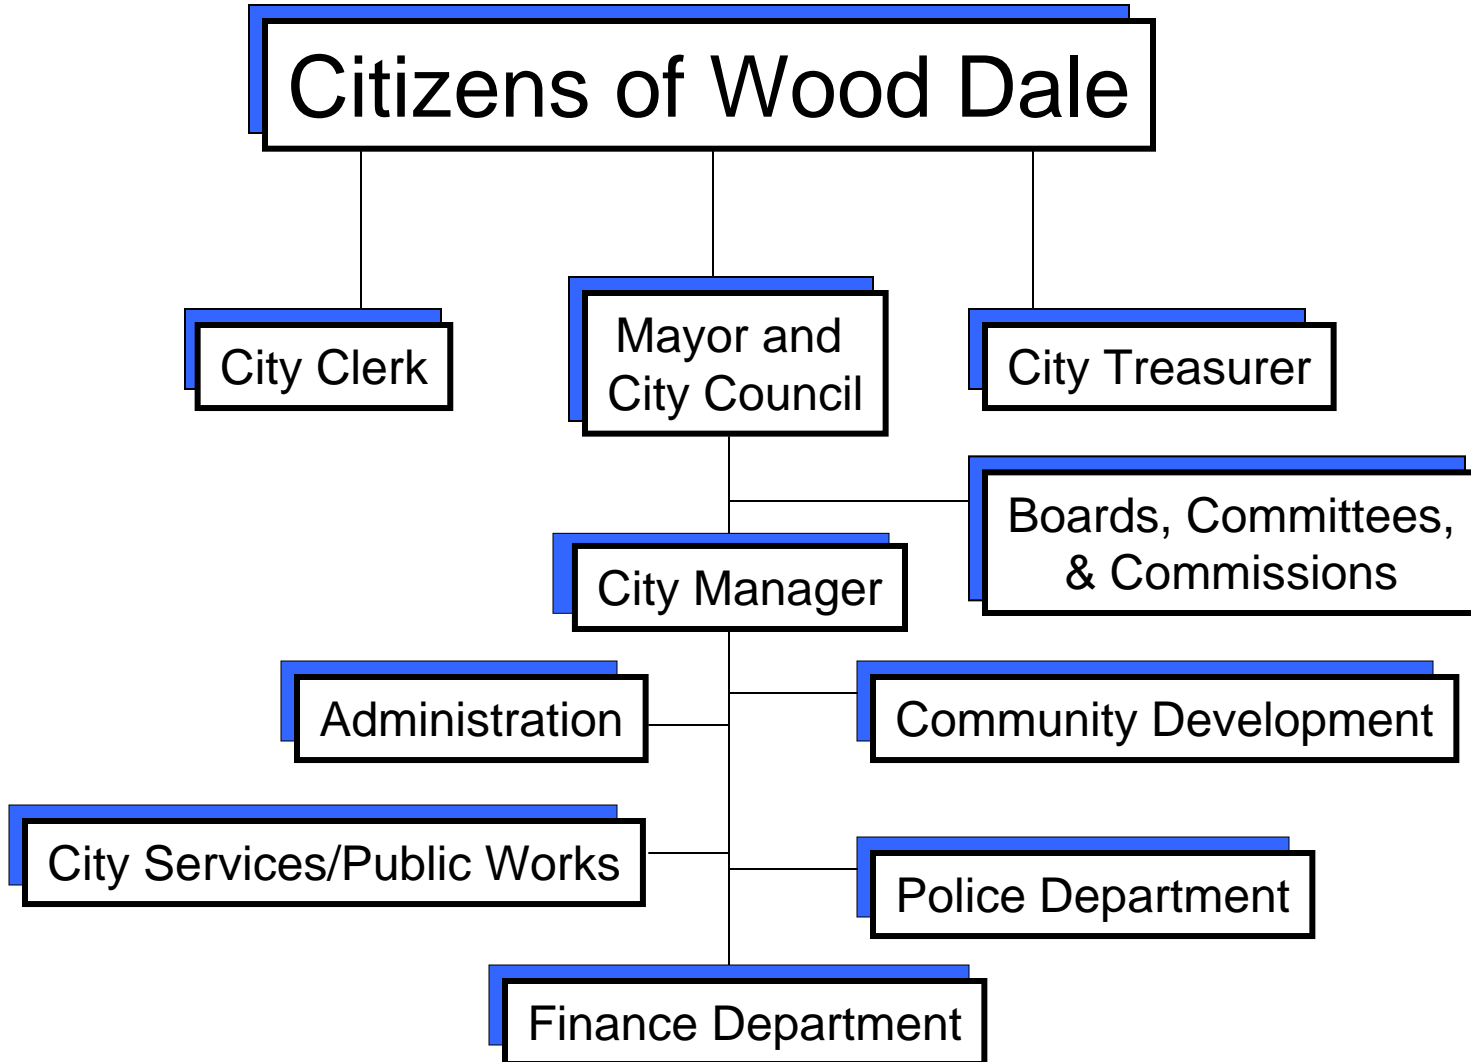 Citizens of Wood Dale
City Clerk
Mayor and
City Council
City Treasurer
Boards, Committees,
& Commissions
City Manager
Administration
Community Development
City Services/Public Works
Police Department
Finance Department